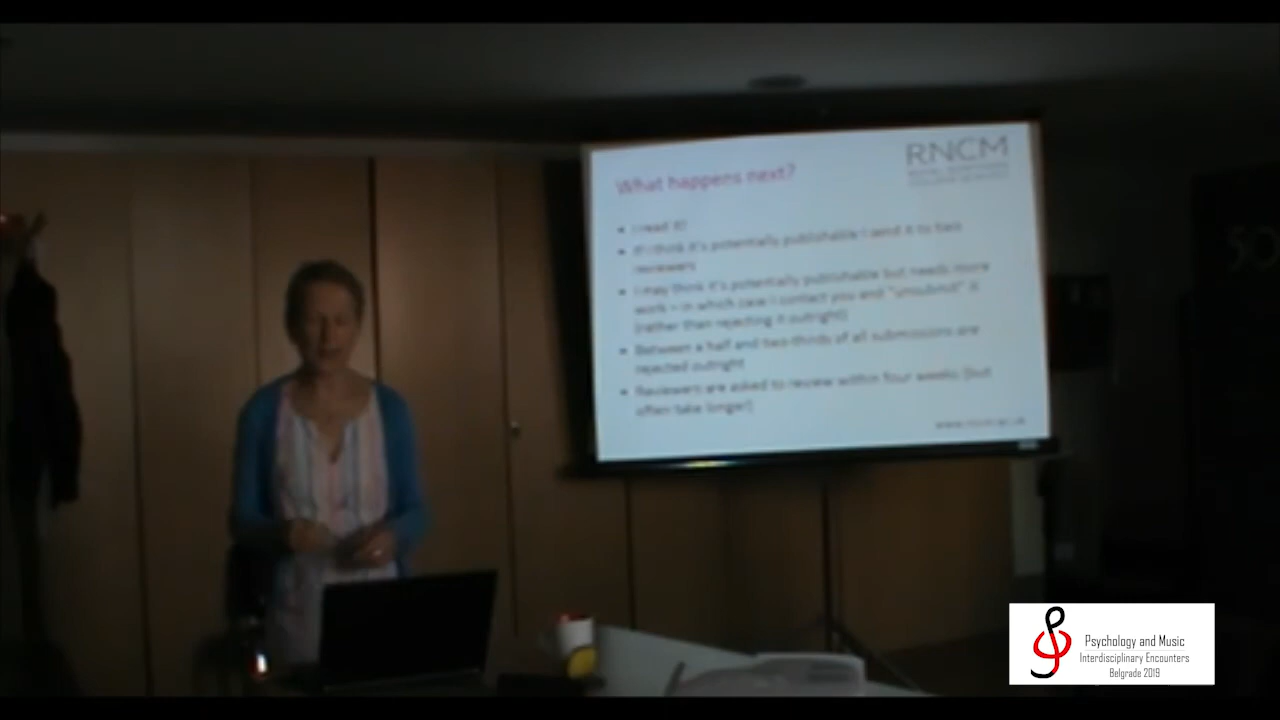 RNCM
What happens next?
I read it!
If I think it's potentially publishable I send it to two
reviewers
I may think it's potentially publishable but needs more
work – in which case I contact you and "unsubmit" it
(rather than rejecting it outright)
Between a half and two-thirds of all submissions are
rejected outright
Reviewers are asked to review within four weeks (but
often take longer)
Psychology and Music
Interdisciplinary Encounters
Belgrade 2019